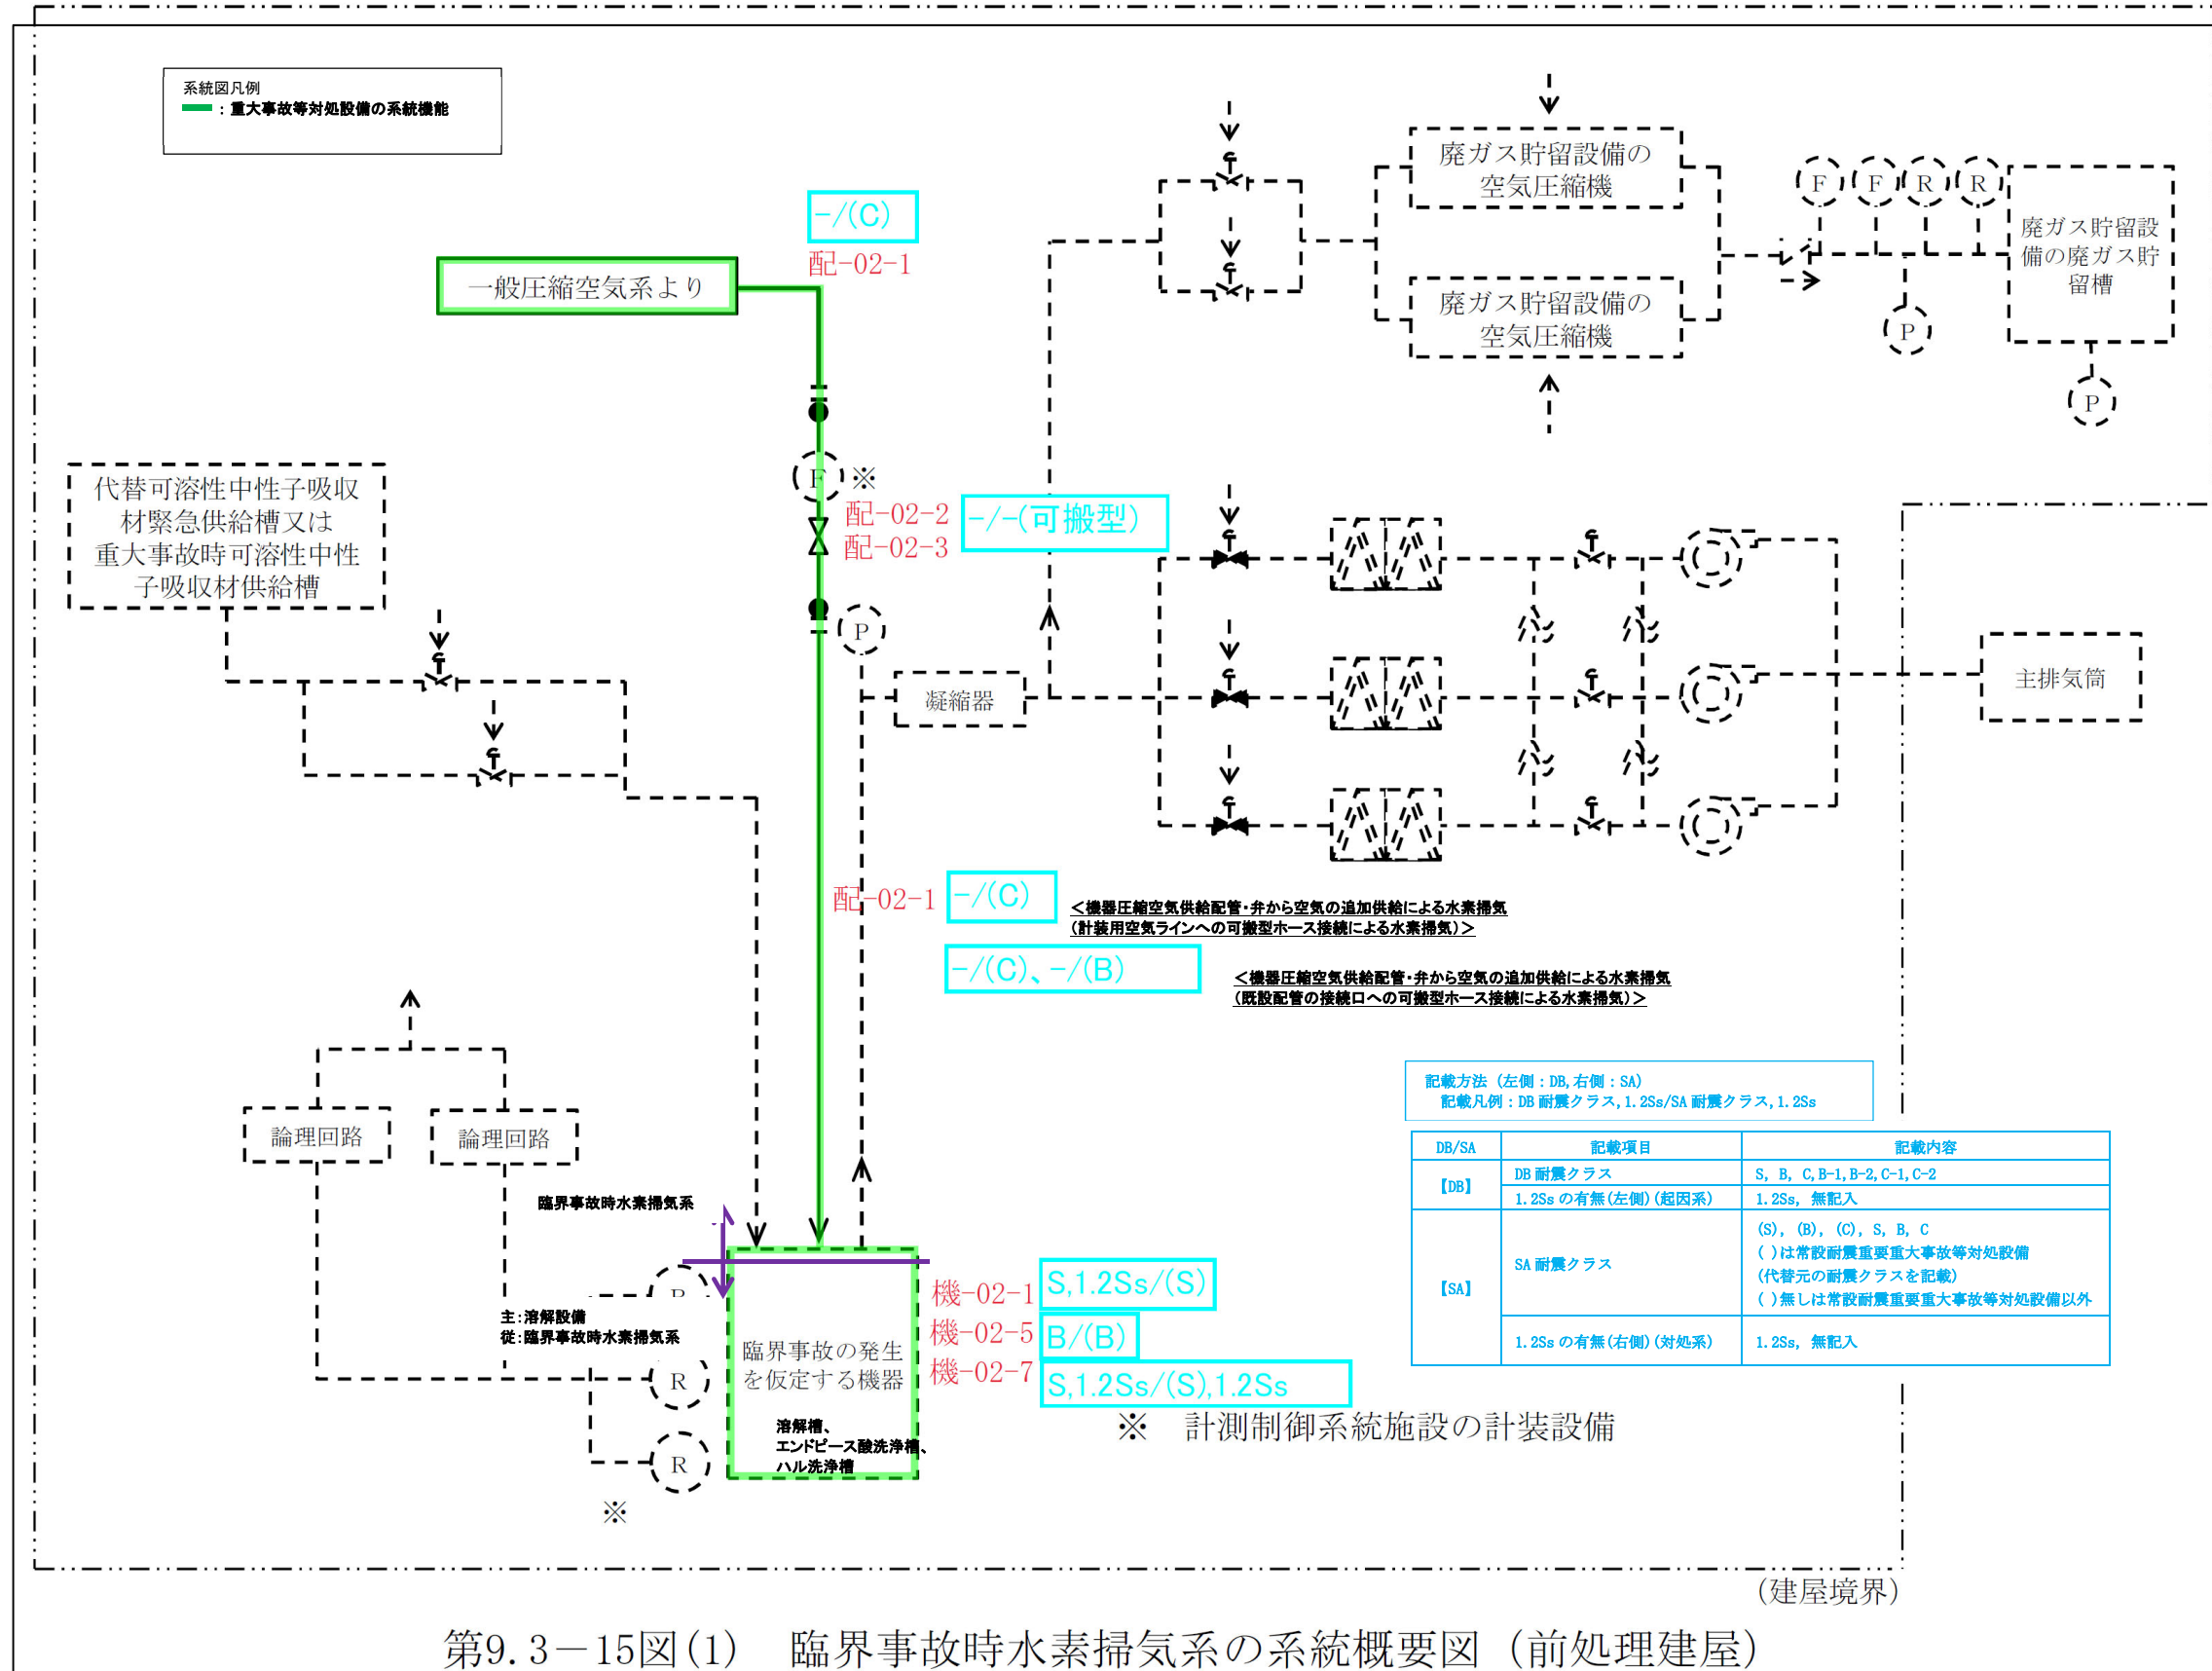 系統図凡例
：重大事故等対処設備の系統機能
-/(C)
配-02-1
一般圧縮空気系より
廃ガス貯留設備の
空気圧縮機
廃ガス貯留設備の
空気圧縮機
F
F
R
R
廃ガス貯留設
備の廃ガス貯
留槽
P
P
代替可溶性中性子吸収
材緊急供給槽又は
重大事故時可溶性中性
子吸収材供給槽
F
※
配-02-2
配-02-3
-/-(可搬型)
P
凝縮器
主排気筒
配-02-1
-/(C)
＜機器圧縮空気供給配管・弁から空気の追加供給による水素掃気
(計装用空気ラインへの可搬型ホース接続による水素掃気)＞
-/(C)、-/(B)
＜機器圧縮空気供給配管・弁から空気の追加供給による水素掃気
(既設配管の接続口への可搬型ホース接続による水素掃気)＞
論理回路
論理回路
記載方法（左側：DB,右側：SA）
記載凡例：DB 耐震クラス,1.2Ss/SA 耐震クラス,1.2Ss
DB/SA 記載項目 記載内容
【DB】 DB 耐震クラス S, B, C,B-1,B-2,C-1,C-2
1.2Ss の有無(左側)(起因系) 1.2Ss, 無記入
【SA】 SA 耐震クラス (S), (B), (C), S, B, C
( )は常設耐震重要重大事故等対処設備
(代替元の耐震クラスを記載)
( )無しは常設耐震重要重大事故等対処設備以外
1.2Ss の有無(右側)(対処系) 1.2Ss, 無記入
臨界事故時水素掃気系
主：溶解設備
従：臨界事故時水素掃気系
R
R
臨界事故の発生
を仮定する機器
溶解槽、
エンドピース酸洗浄槽、
ハル洗浄槽
機-02-1
S,1.2Ss/(S)
機-02-5
B/(B)
機-02-7
S,1.2Ss/(S),1.2Ss
※　計測制御系統施設の計装設備
※
（建屋境界）
第9.3－15図(1)　臨界事故時水素掃気系の系統概要図（前処理建屋）